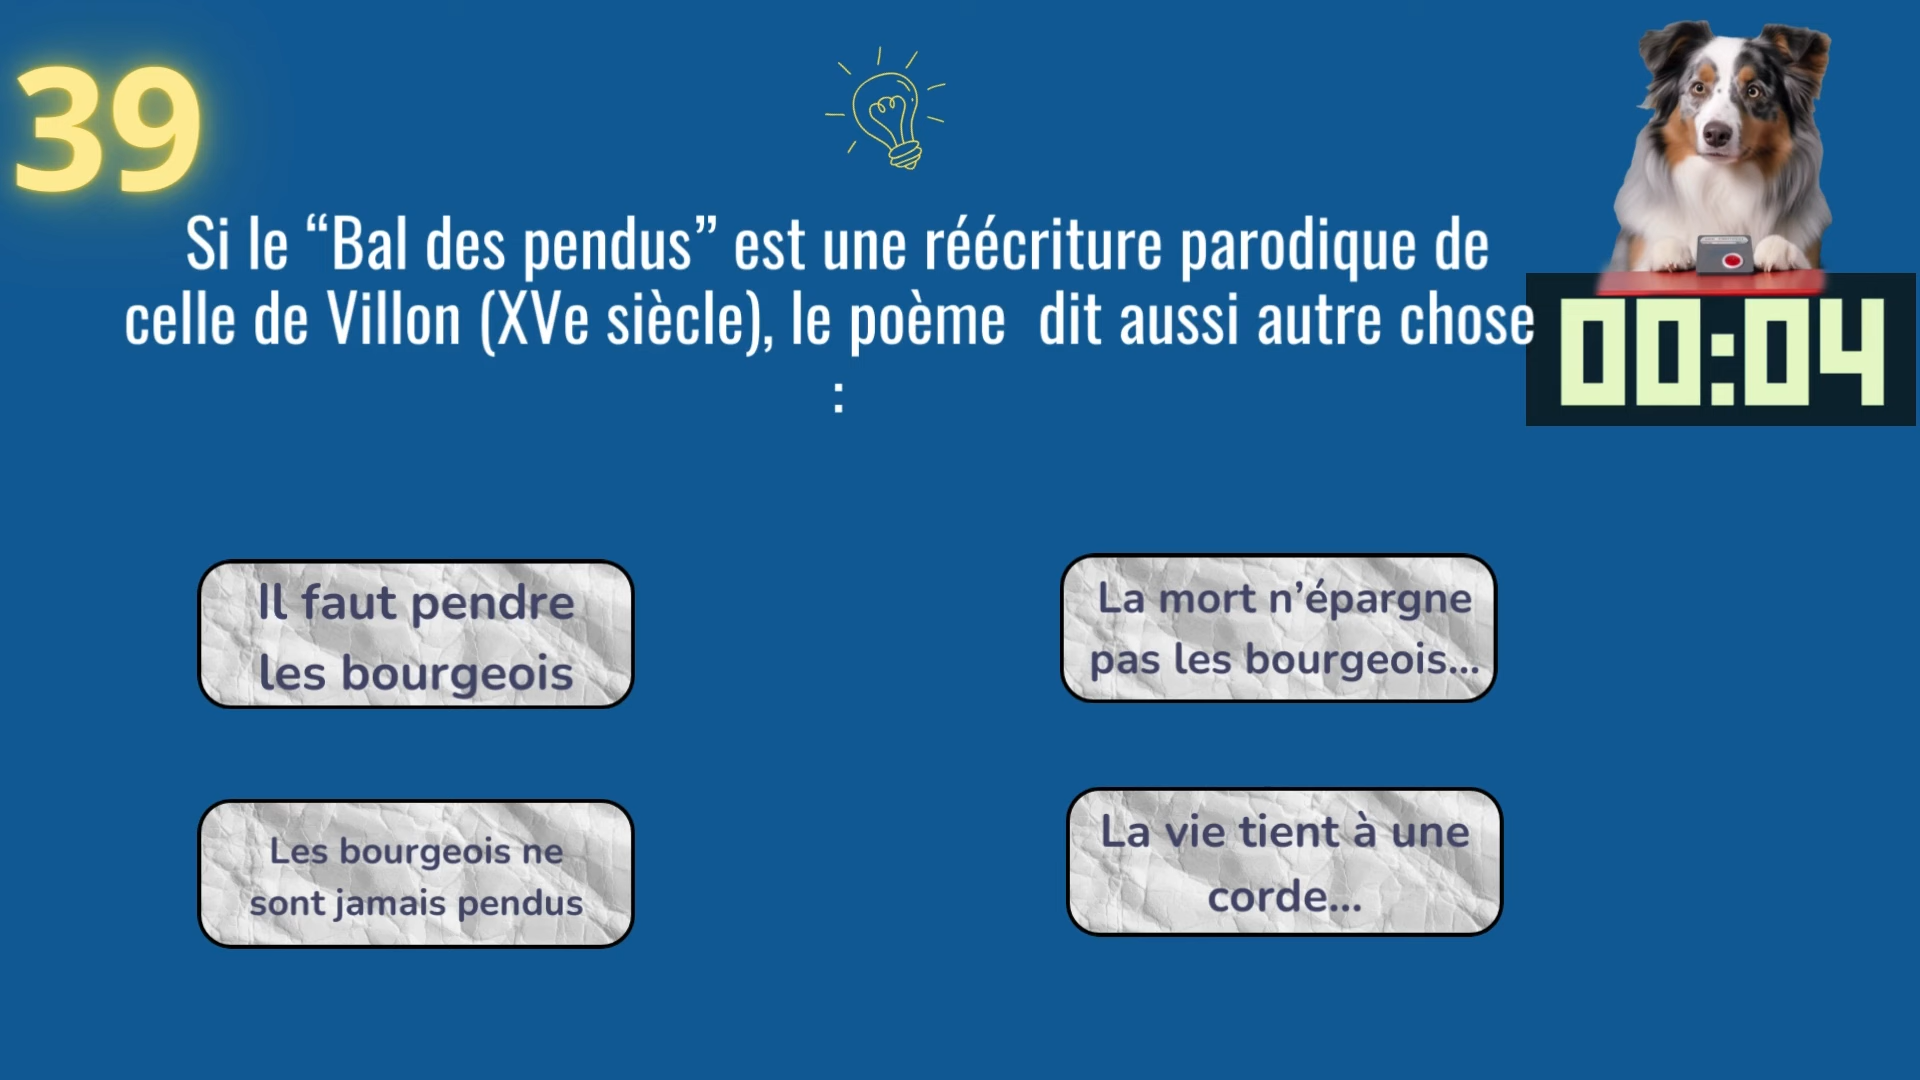 39
Si le “Bal des pendus” est une réécriture parodique de
celle de Villon (XVe siècle), le poème dit aussi autre chose
:
00:04
Il faut pendre
les bourgeois
La mort n’épargne
pas les bourgeois...
Les bourgeois ne
sont jamais pendus
La vie tient à une
corde...